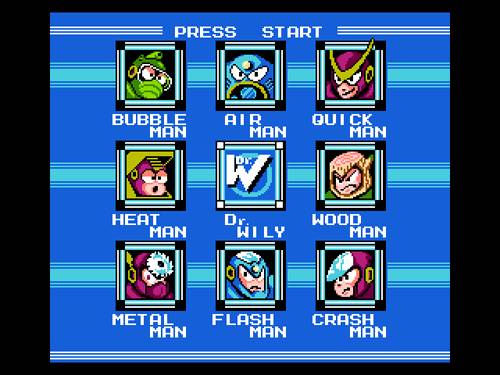 PRESS START
BUBBLE MAN
AIR MAN
QUICK MAN
HEAT MAN
Dr. W
Dr. WILY
WOOD MAN
METAL MAN
FLASH MAN
CRASH MAN